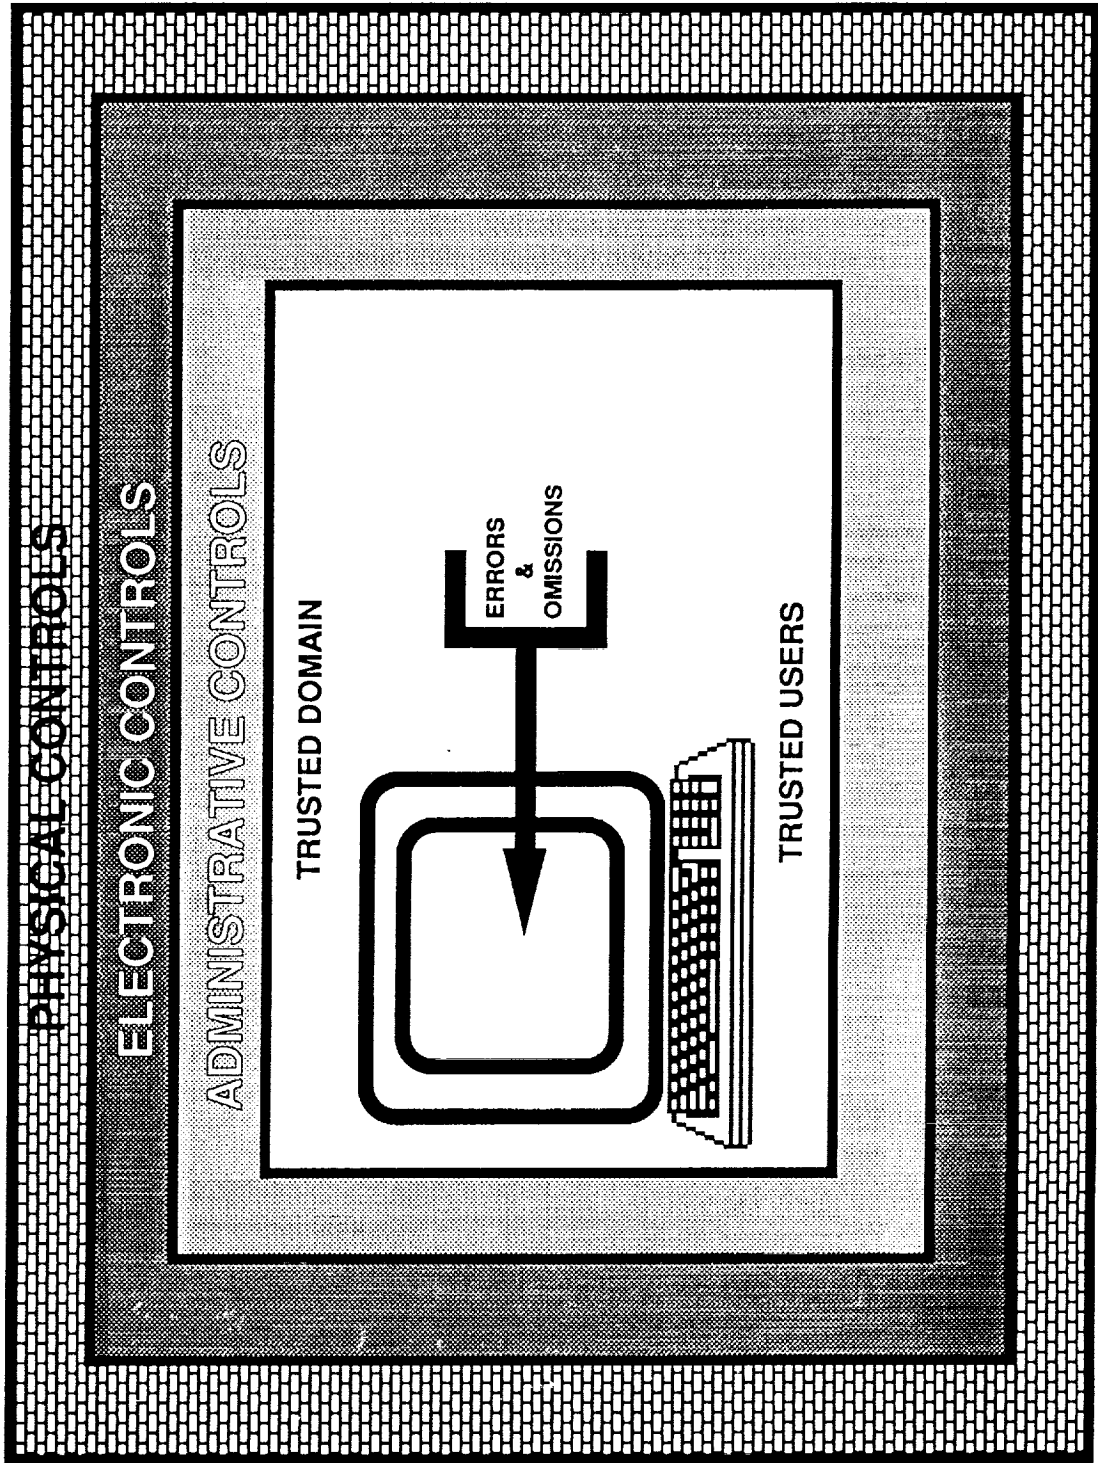 PHYSICAL CONTROLS
ELECTRONIC CONTROLS
ADMINISTRATIVE CONTROLS
TRUSTED DOMAIN
ERRORS
&
OMISSIONS
TRUSTED USERS